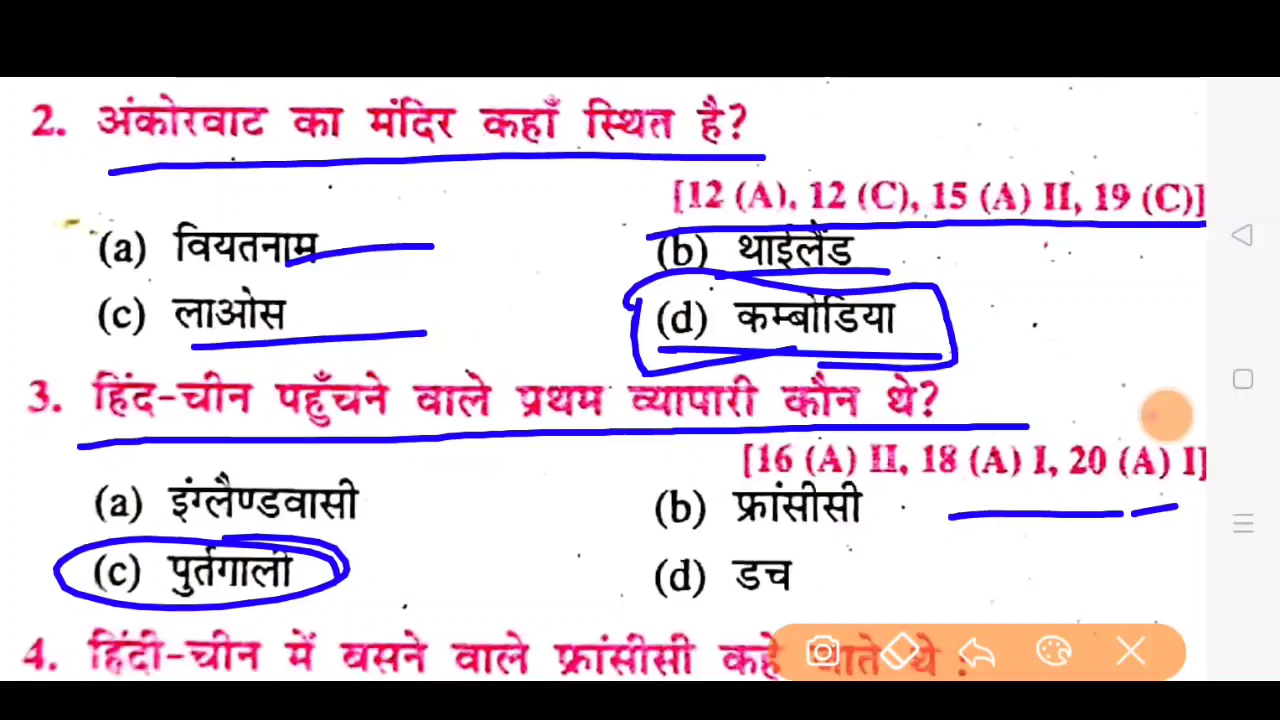 2. अंकोरवाट का मंदिर कहाँ स्थित है?
[12 (A), 12 (C), 15 (A) II, 19 (C)]
(a) वियतनाम (b) थाईलैंड
(c) लाओस (d) कम्बोडिया
3. हिंद-चीन पहुँचने वाले प्रथम व्यापारी कौन थे?
[16 (A) II, 18 (A) I, 20 (A) I]
(a) इंग्लैण्डवासी (b) फ्रांसीसी
(c) पुर्तगाली (d) डच
4. हिंदी-चीन में बसने वाले फ्रांसीसी कहे जाते थे :